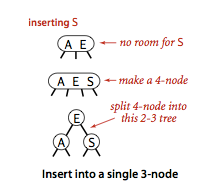 inserting S
A E
no room for S
A E S
make a 4-node
split 4-node into
this 2-3 tree
E
A S
Insert into a single 3-node